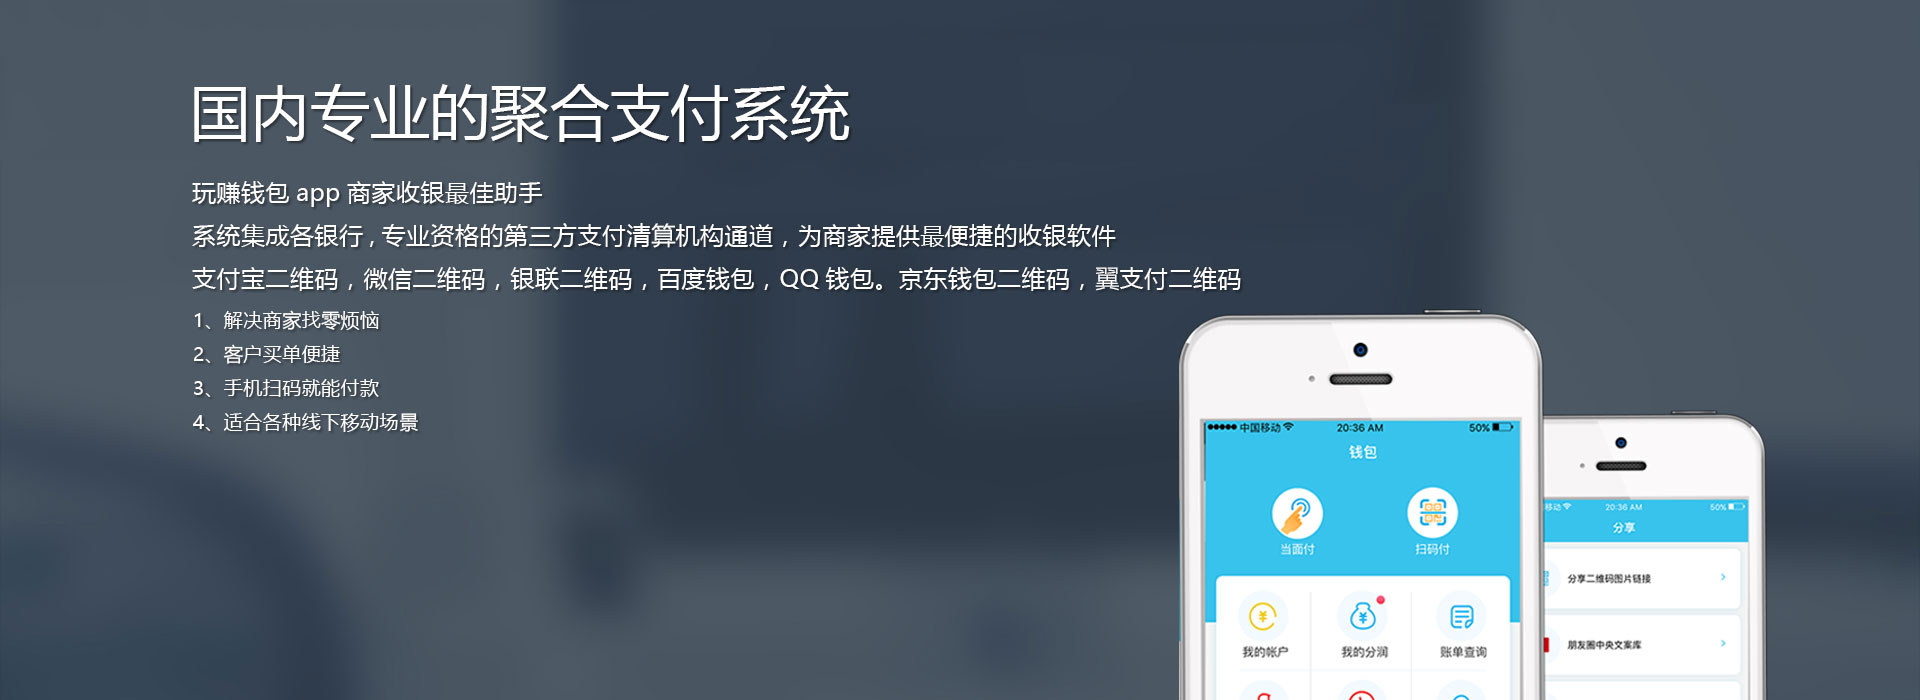 国内专业的聚合支付系统
玩赚钱包 app 商家收银最佳助手
系统集成各银行 , 专业资格的第三方支付清算机构通道，为商家提供最便捷的收银软件
支付宝二维码，微信二维码，银联二维码，百度钱包，QQ 钱包。京东钱包二维码，翼支付二维码
1、解决商家找零烦恼
2、客户买单便捷
3、手机扫码就能付款
4、适合各种线下移动场景
中国移动 20:36 AM 50%
钱包
当面付 扫码付
我的帐户 我的分润 账单查询
移动 20:36 AM 50%
分享
分享二维码图片链接
朋友圈中央文案库